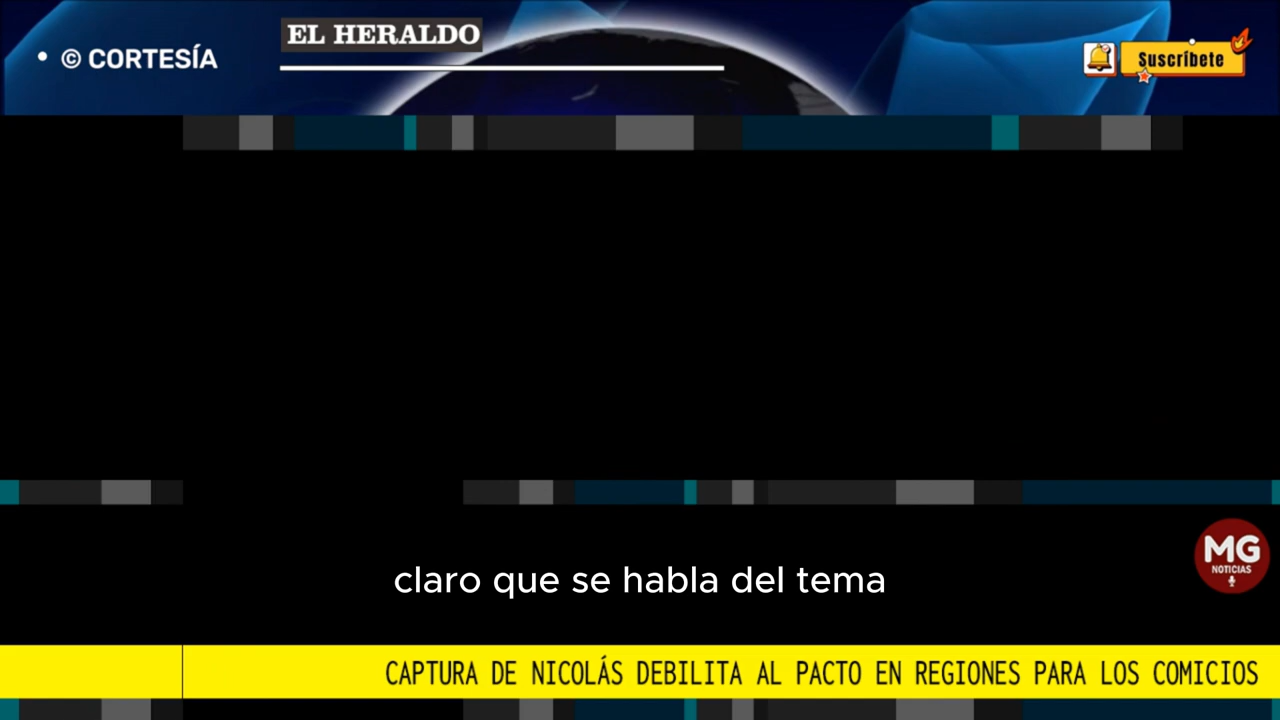 EL HERALDO
• © CORTESÍA
Suscríbete
MG
NOTICIAS
claro que se habla del tema
CAPTURA DE NICOLÁS DEBILITA AL PACTO EN REGIONES PARA LOS COMICIOS